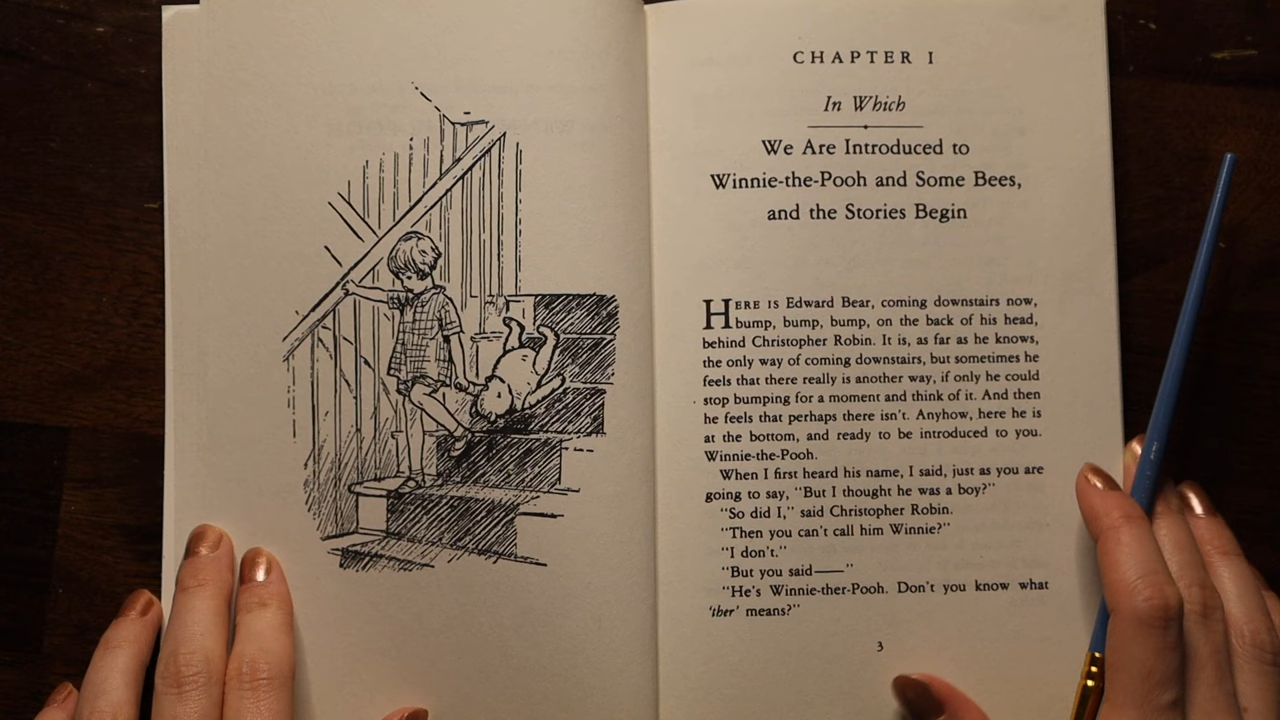 CHAPTER I
In Which
We Are Introduced to
Winnie-the-Pooh and Some Bees,
and the Stories Begin
HERE IS Edward Bear, coming downstairs now,
bump, bump, bump, on the back of his head,
behind Christopher Robin. It is, as far as he knows,
the only way of coming downstairs, but sometimes he
feels that there really is another way, if only he could
stop bumping for a moment and think of it. And then
he feels that perhaps there isn't. Anyhow, here he is
at the bottom, and ready to be introduced to you.
Winnie-the-Pooh.
When I first heard his name, I said, just as you are
going to say, "But I thought he was a boy?"
"So did I," said Christopher Robin.
"Then you can't call him Winnie?"
"I don't."
"But you said——"
"He's Winnie-ther-Pooh. Don't you know what
'ther' means?"
3